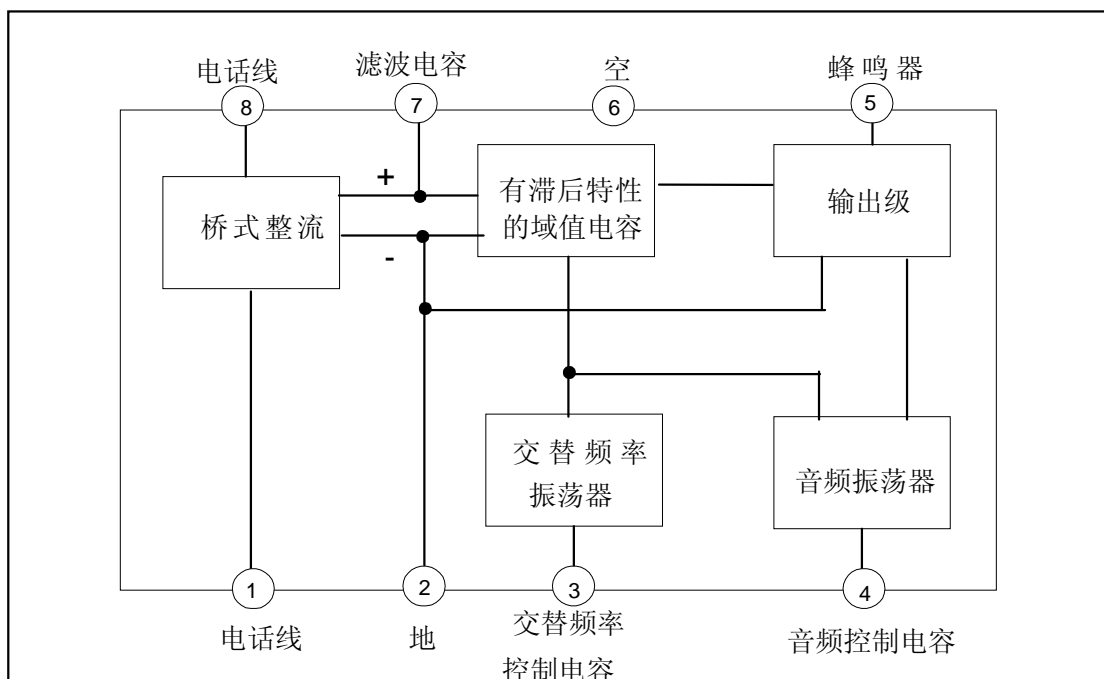 电话线
滤波电容
空
蜂鸣器
8
7
6
5
+
-
桥式整流
有滞后特性
的域值电容
输出级
交替频率
振荡器
音频振荡器
1
2
3
4
电话线
地
交替频率
控制电容
音频控制电容